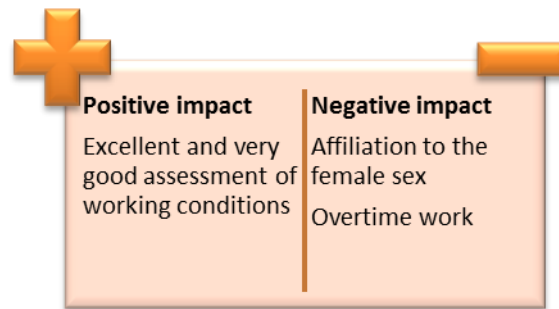 Positive impact
Excellent and very
good assessment of
working conditions
Negative impact
Affiliation to the
female sex
Overtime work